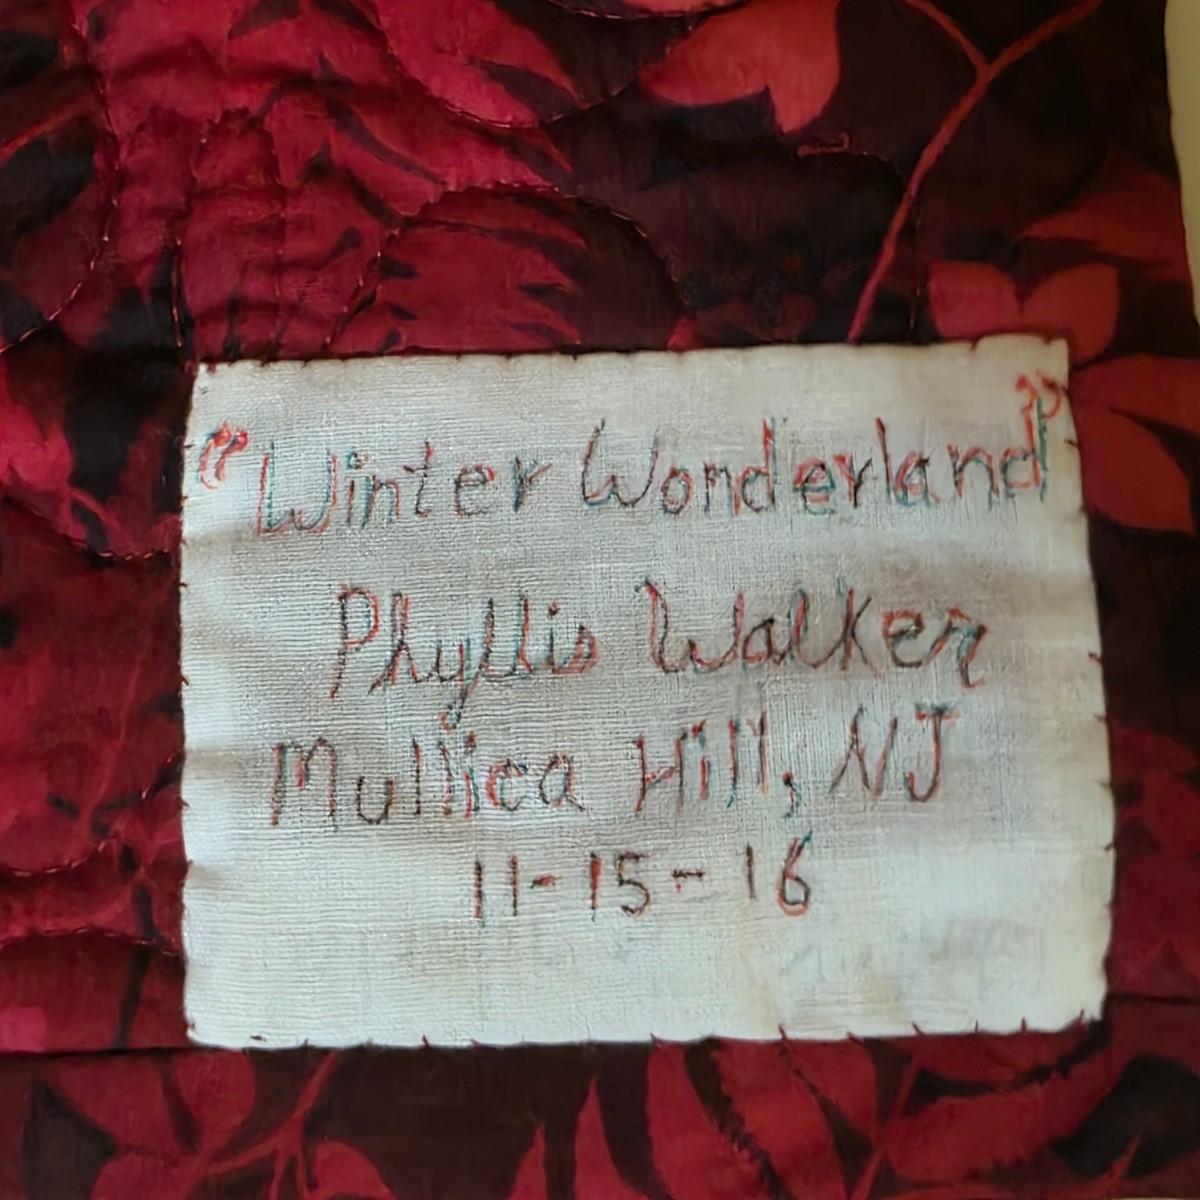 "Winter Wonderland"
Phyllis Walker
Mullica Hill, NJ
11-15-16